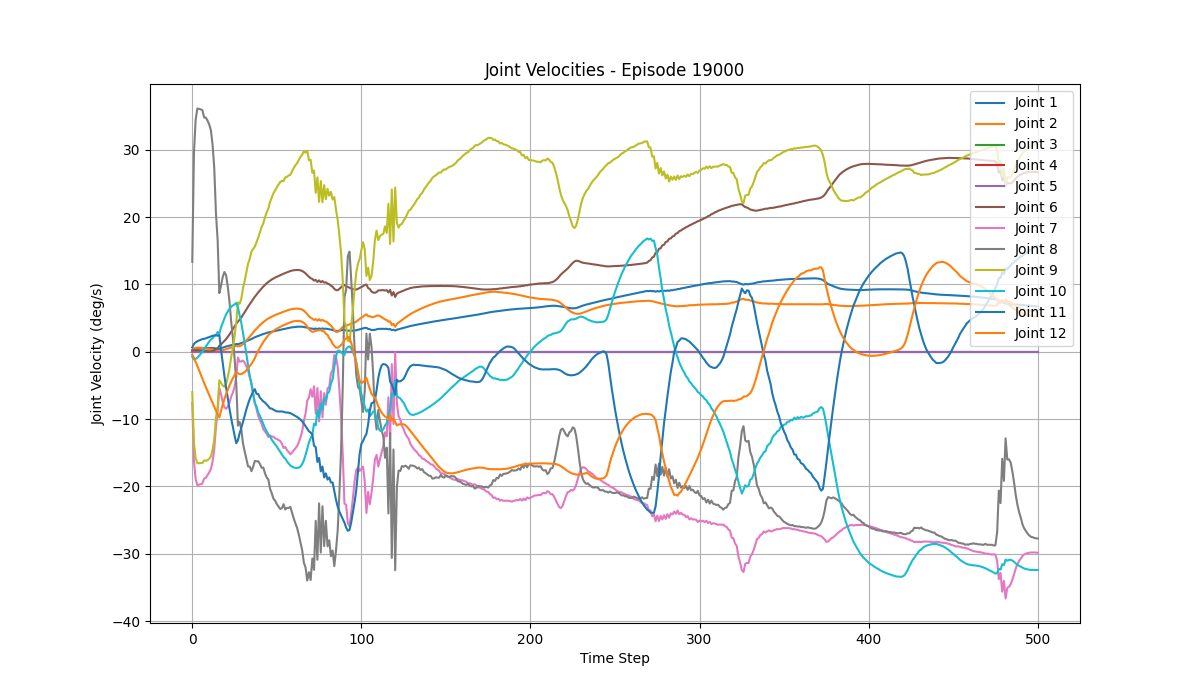 Joint Velocities - Episode 19000
Joint Velocity (deg/s)
30
20
10
0
−10
−20
−30
−40
0
100
200
300
400
500
Time Step
Joint 1
Joint 2
Joint 3
Joint 4
Joint 5
Joint 6
Joint 7
Joint 8
Joint 9
Joint 10
Joint 11
Joint 12